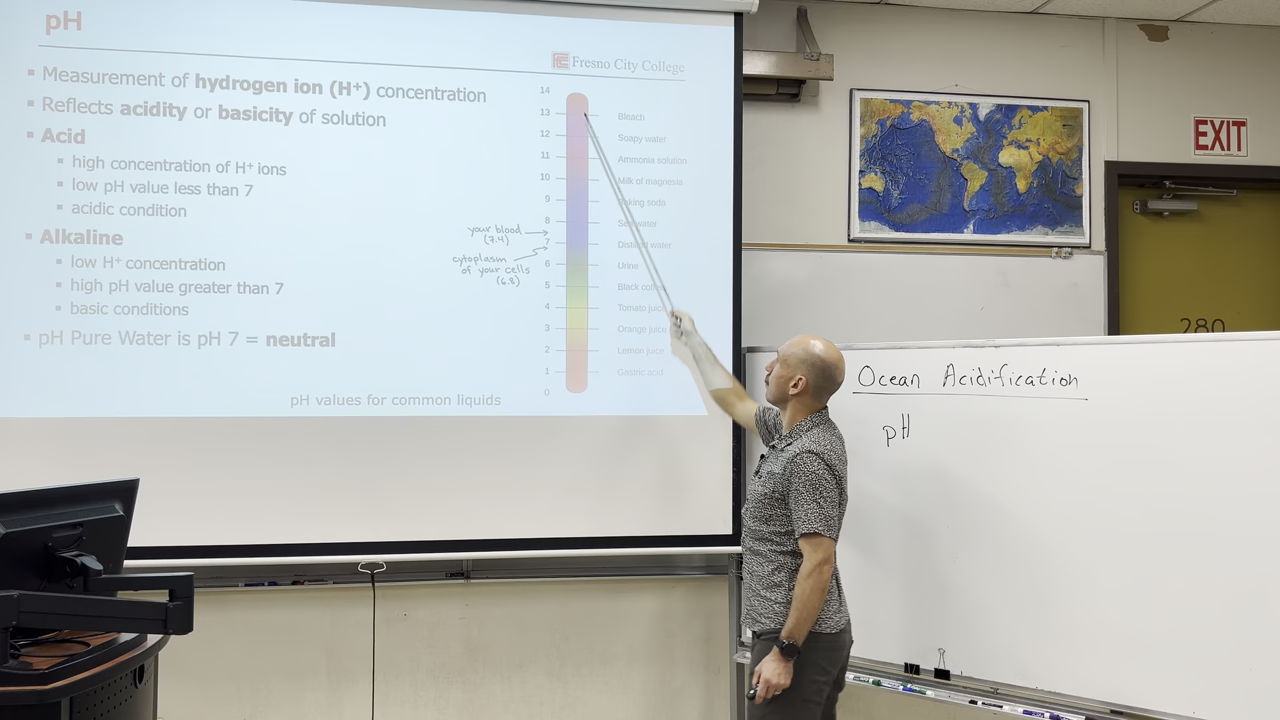 pH
Fresno City College
▪ Measurement of hydrogen ion (H⁺) concentration
▪ Reflects acidity or basicity of solution
▪ Acid
▪ high concentration of H⁺ ions
▪ low pH value less than 7
▪ acidic condition
▪ Alkaline
▪ low H⁺ concentration
▪ high pH value greater than 7
▪ basic conditions
▪ pH Pure Water is pH 7 = neutral
your blood
(7.4)
cytoplasm
of your cells
(6.8)
14
13 Bleach
12 Soapy water
11 Ammonia solution
10 Milk of magnesia
9 Baking soda
8 Sea water
7 Distilled water
6 Urine
5 Black coffee
4 Tomato juice
3 Orange juice
2 Lemon juice
1 Gastric acid
0
pH values for common liquids
EXIT
280
Ocean Acidification
pH